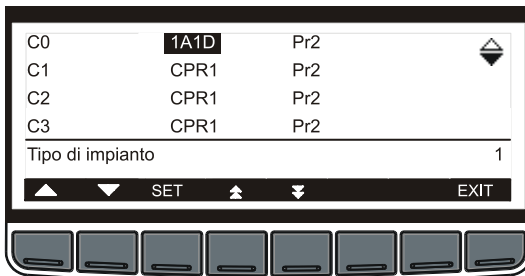 C0 1A1D Pr2
C1 CPR1 Pr2
C2 CPR1 Pr2
C3 CPR1 Pr2
Tipo di impianto 1
SET EXIT